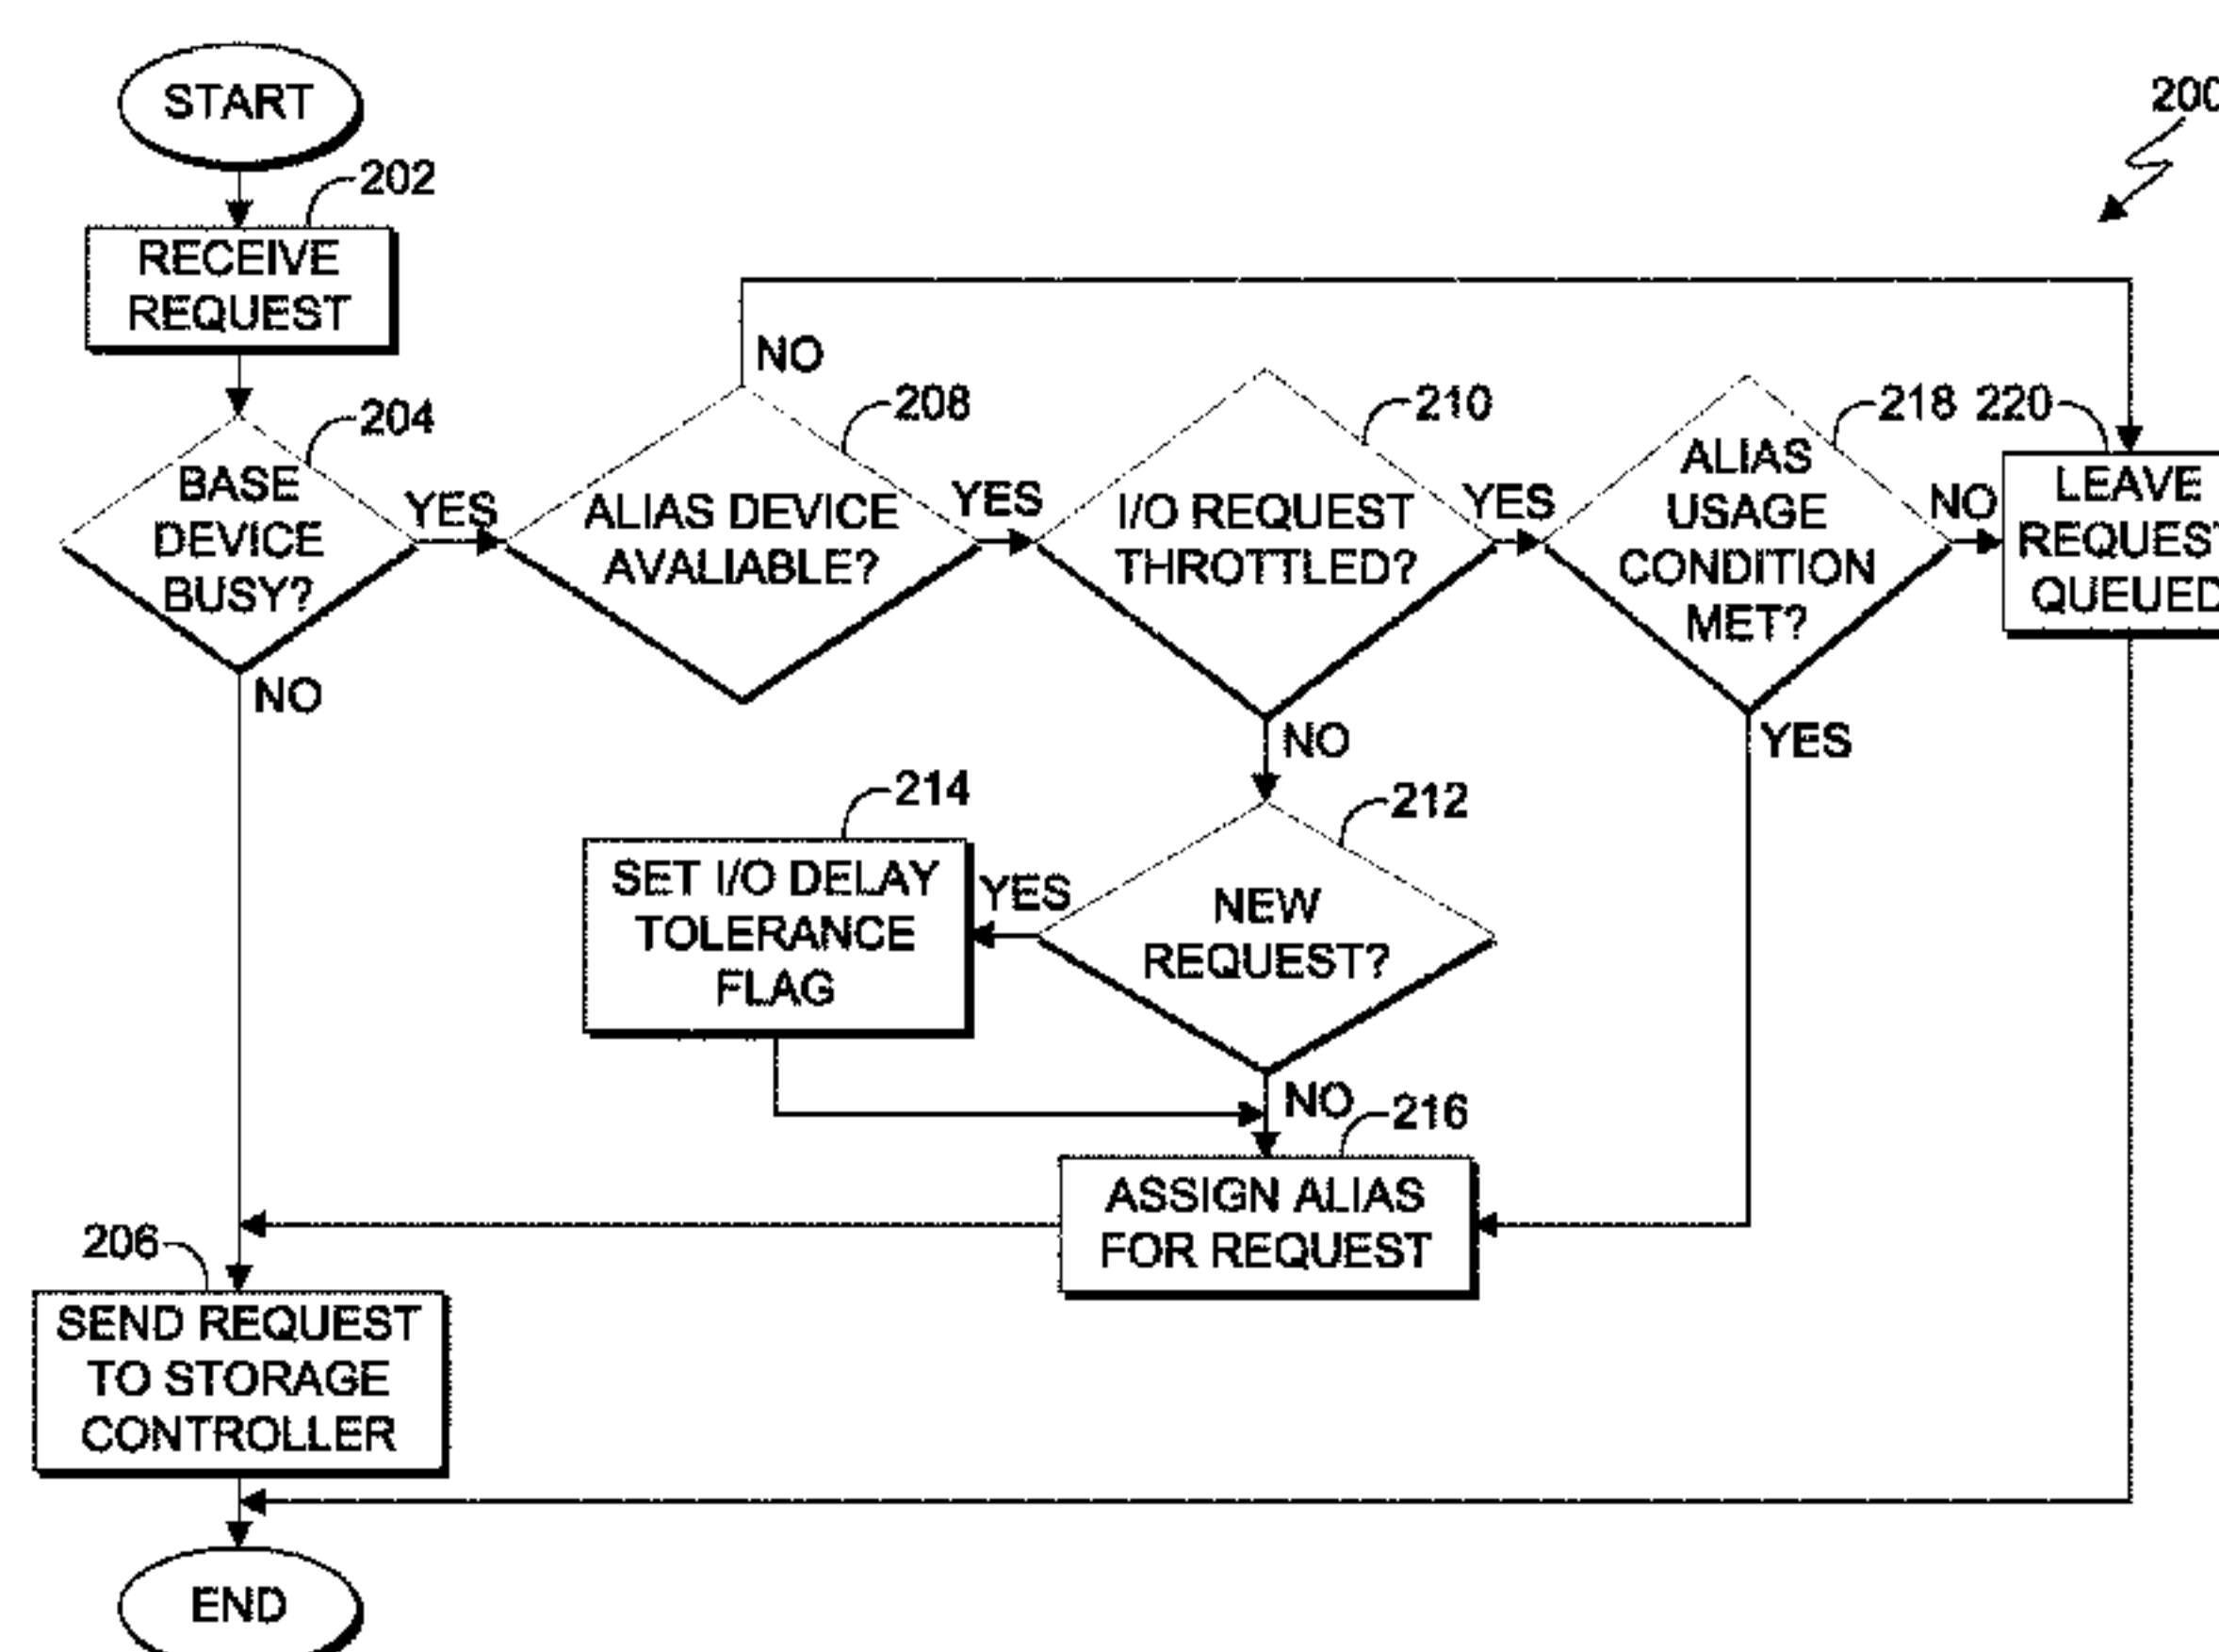 START
200
202
RECEIVE
REQUEST
NO
204
208
210
218
220
BASE
DEVICE
BUSY?
YES
ALIAS DEVICE
AVALIABLE?
YES
I/O REQUEST
THROTTLED?
YES
ALIAS
USAGE
CONDITION
MET?
NO
LEAVE
REQUEST
QUEUED
NO
NO
YES
214
212
SET I/O DELAY
TOLERANCE
FLAG
YES
NEW
REQUEST?
NO
216
ASSIGN ALIAS
FOR REQUEST
206
SEND REQUEST
TO STORAGE
CONTROLLER
END